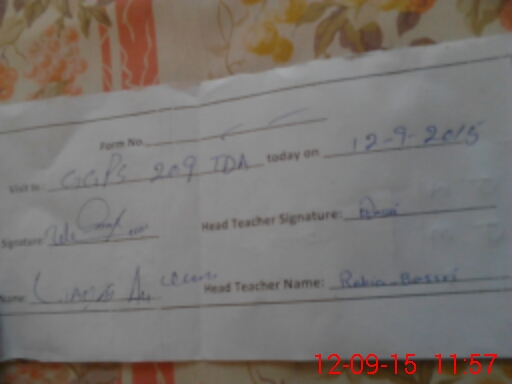 Form No.
Visit to: GGPS 209 TDA today on 12-9-2015
Signature: Head Teacher Signature:
Name: Head Teacher Name: Rabia Bassri
12-09-15 11:57